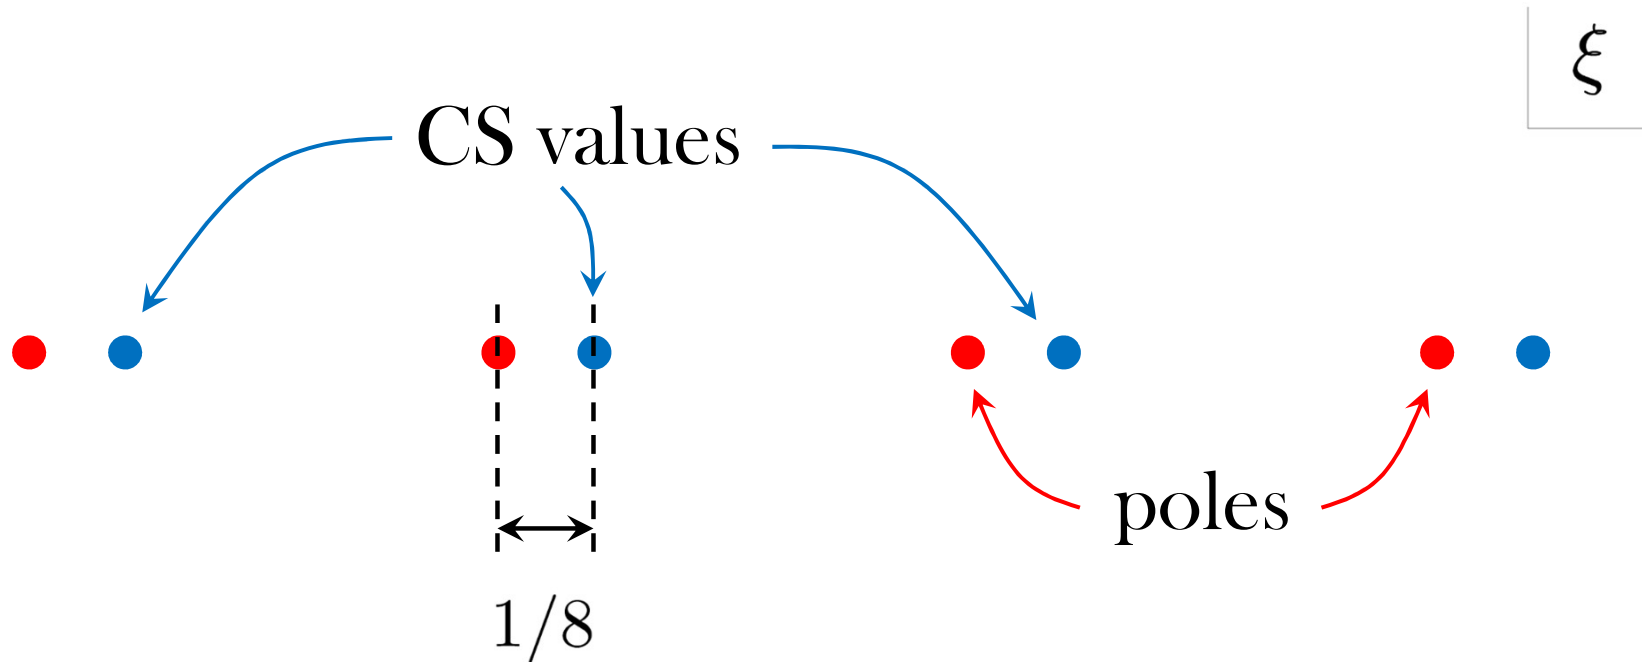 ξ
CS values
poles
1/8